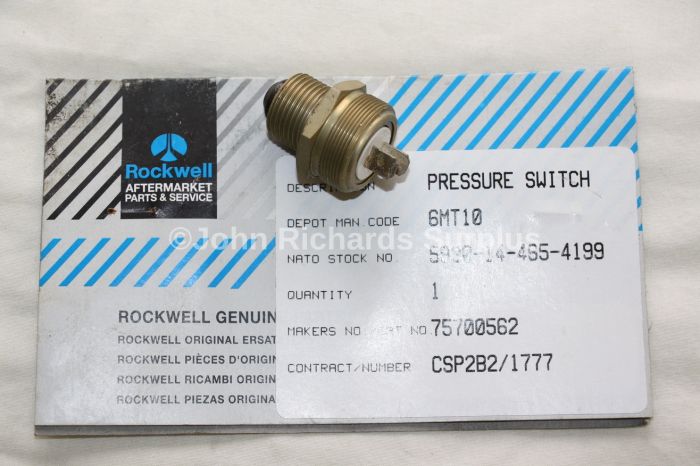 Rockwell
AFTERMARKET
PARTS & SERVICE
ROCKWELL GENUIN
ROCKWELL ORIGINAL ERSAT
ROCKWELL PIÈCES D'ORIGIN
ROCKWELL RICAMBI ORIGIN
ROCKWELL PIEZAS ORIGINA
DESCRIPTION PRESSURE SWITCH
DEPOT MAN.CODE 6MT10
NATO STOCK NO. 5930-14-465-4199
QUANTITY 1
MAKERS NO. PART NO. 75700562
CONTRACT/NUMBER CSP2B2/1777
©John Richards Surplus